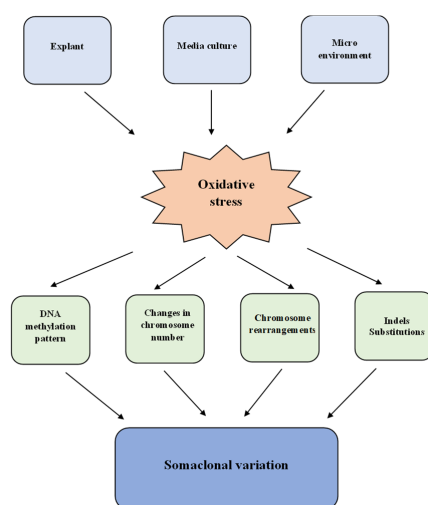 Explant
Media culture
Micro
environment
Oxidative
stress
DNA
methylation
pattern
Changes in
chromosome
number
Chromosome
rearrangements
Indels
Substitutions
Somaclonal variation